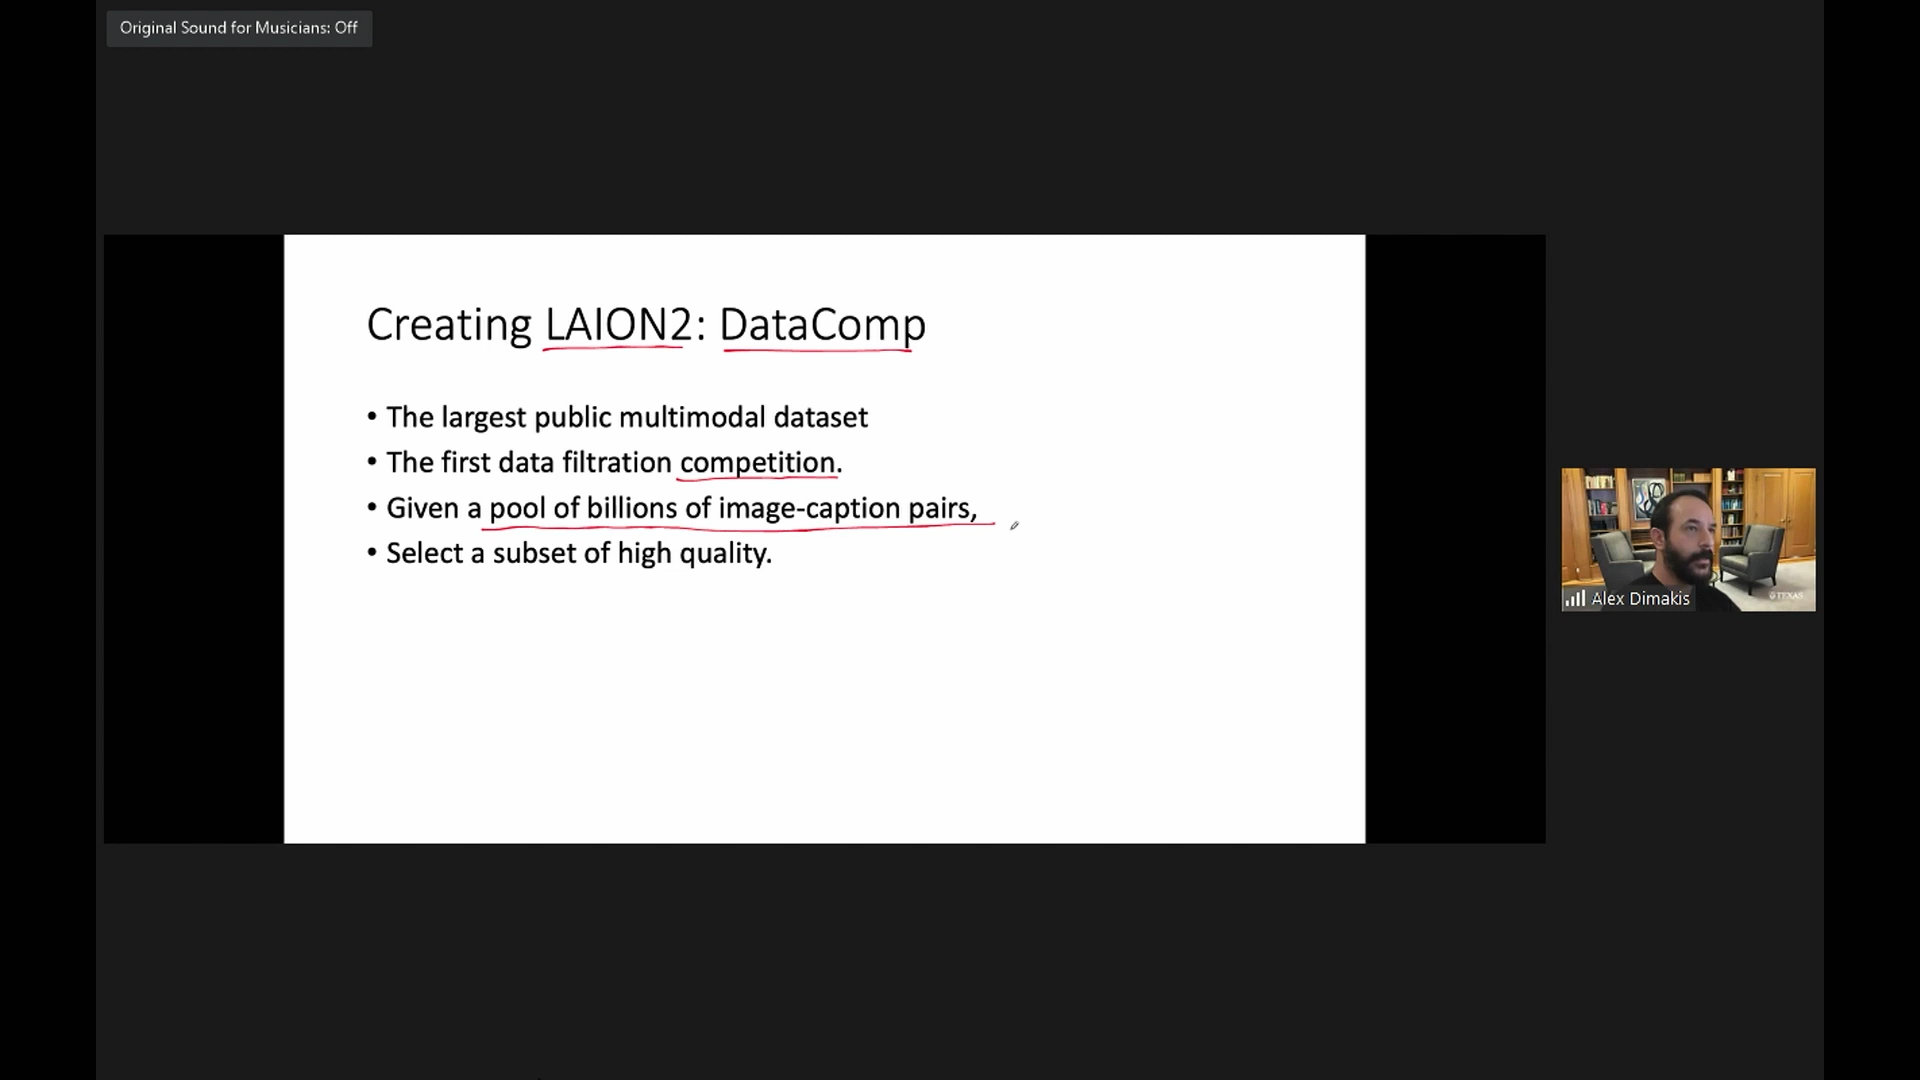 Original Sound for Musicians: Off
Creating LAION2: DataComp
• The largest public multimodal dataset
• The first data filtration competition.
• Given a pool of billions of image-caption pairs,
• Select a subset of high quality.
Alex Dimakis
TEXAS